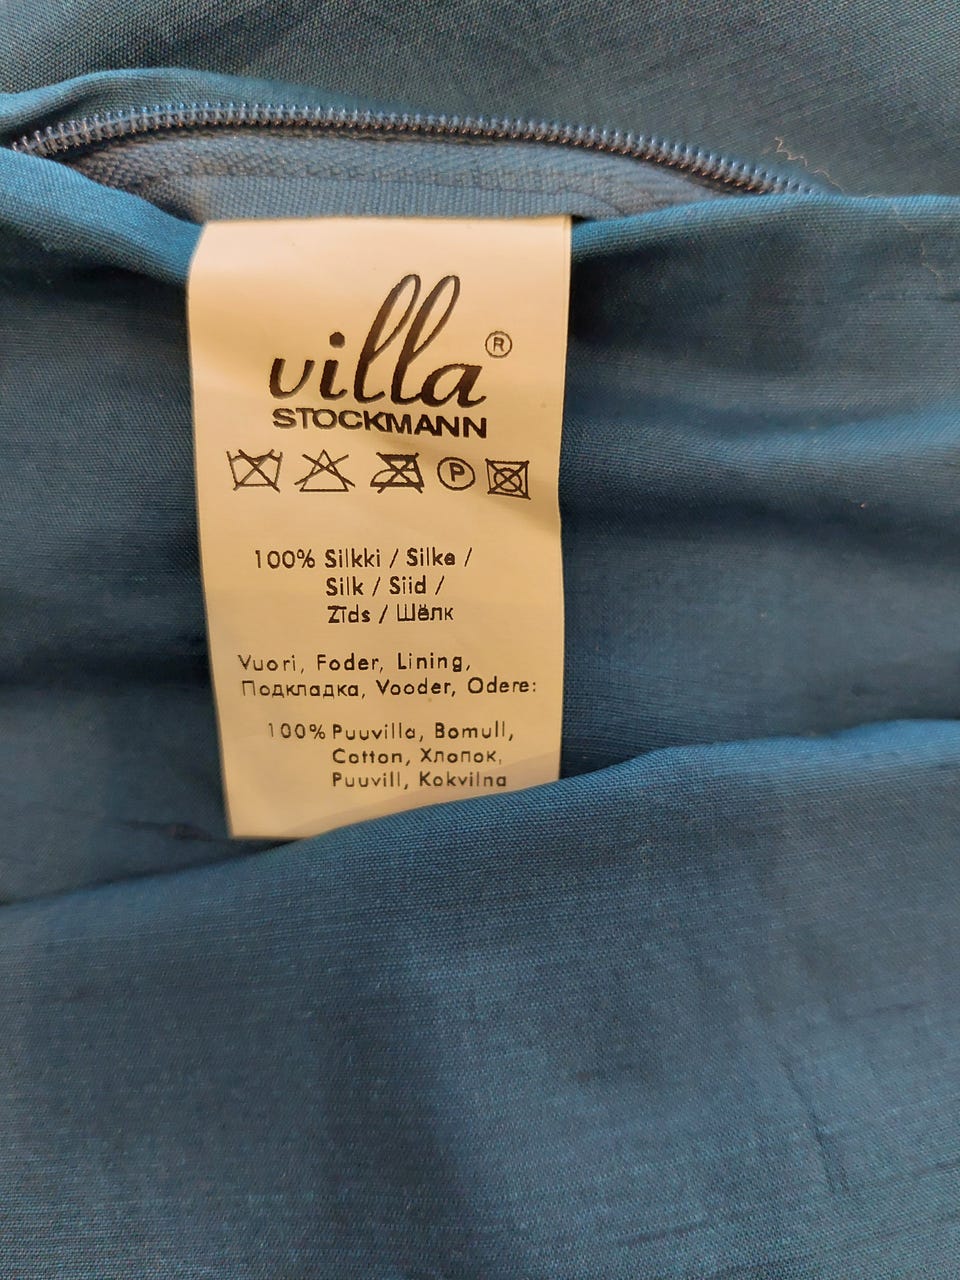 villa®
STOCKMANN
P
100% Silkki / Silke /
Silk / Siid /
Zīds / Шёлк
Vuori, Foder, Lining,
Подкладка, Vooder, Odere:
100% Puuvilla, Bomull,
Cotton, Хлопок,
Puuvill, Kokvilna